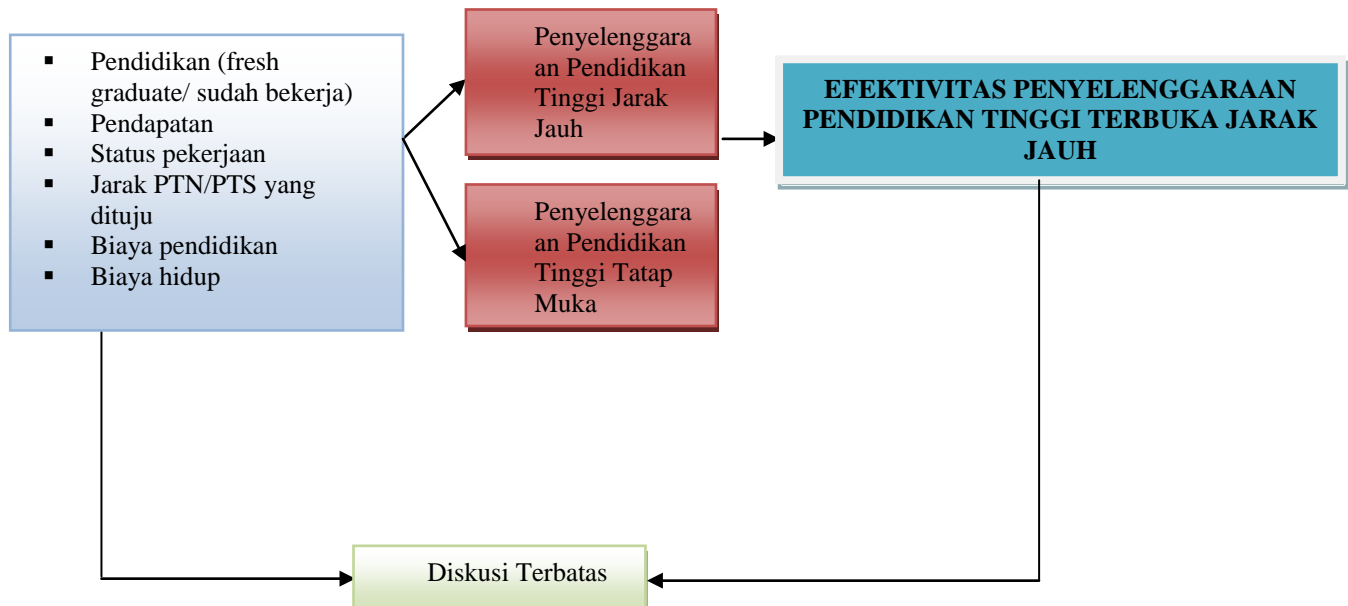 ▪ Pendidikan (fresh
graduate/ sudah bekerja)
▪ Pendapatan
▪ Status pekerjaan
▪ Jarak PTN/PTS yang
dituju
▪ Biaya pendidikan
▪ Biaya hidup
Penyelenggara
an Pendidikan
Tinggi Jarak
Jauh
Penyelenggara
an Pendidikan
Tinggi Tatap
Muka
EFEKTIVITAS PENYELENGGARAAN
PENDIDIKAN TINGGI TERBUKA JARAK
JAUH
Diskusi Terbatas